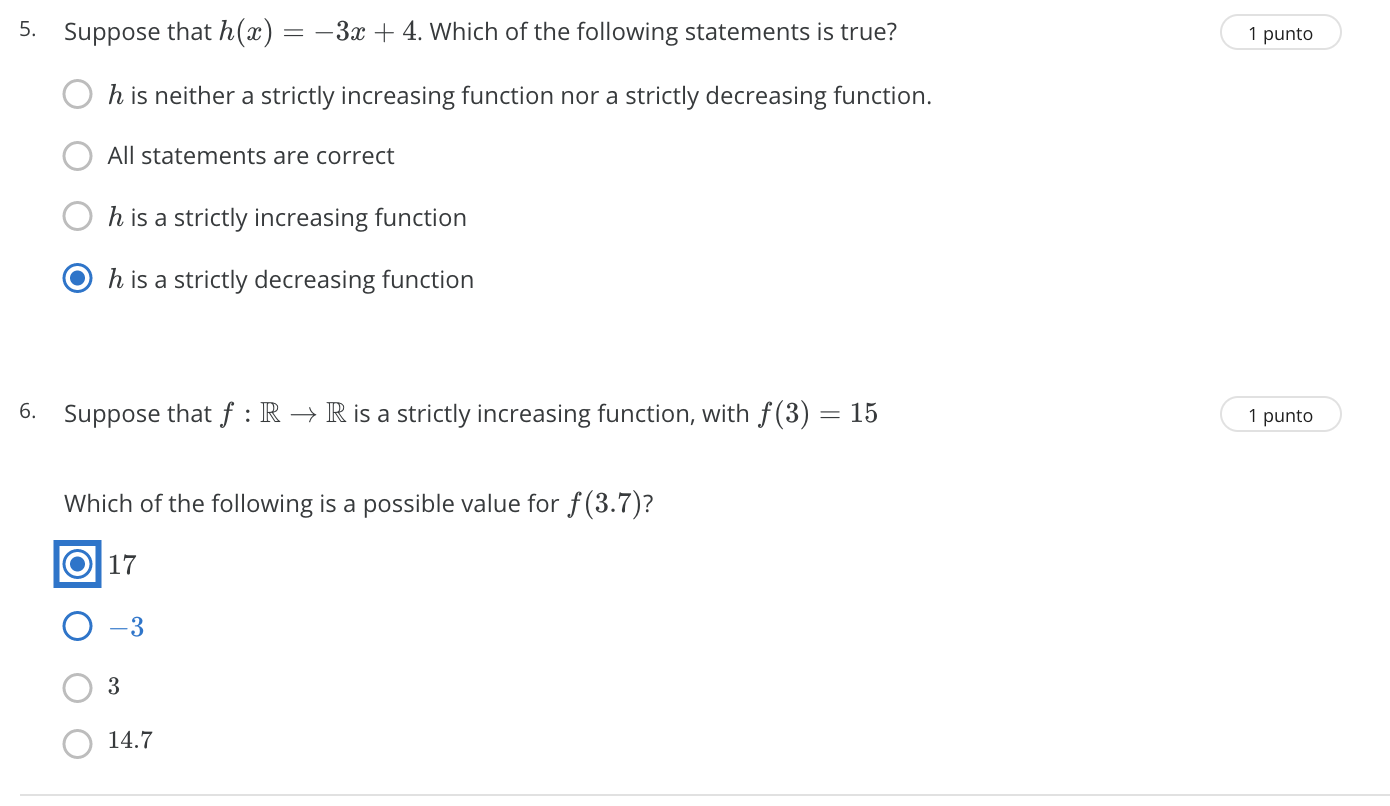 5. Suppose that h(x) = −3x + 4. Which of the following statements is true? 1 punto
h is neither a strictly increasing function nor a strictly decreasing function.
All statements are correct
h is a strictly increasing function
h is a strictly decreasing function
6. Suppose that f : ℝ → ℝ is a strictly increasing function, with f(3) = 15 1 punto
Which of the following is a possible value for f(3.7)?
17
−3
3
14.7